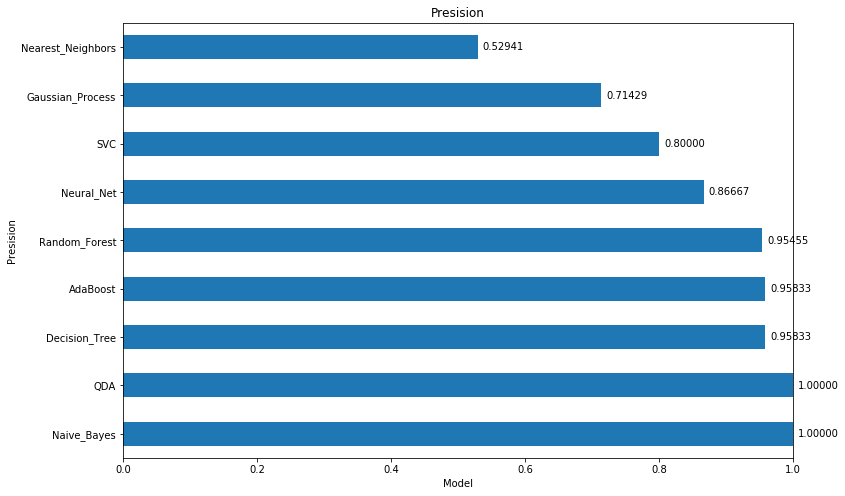 Presision
Nearest_Neighbors 0.52941
Gaussian_Process 0.71429
SVC 0.80000
Neural_Net 0.86667
Random_Forest 0.95455
AdaBoost 0.95833
Decision_Tree 0.95833
QDA 1.00000
Naive_Bayes 1.00000
Presision
0.0 0.2 0.4 0.6 0.8 1.0
Model